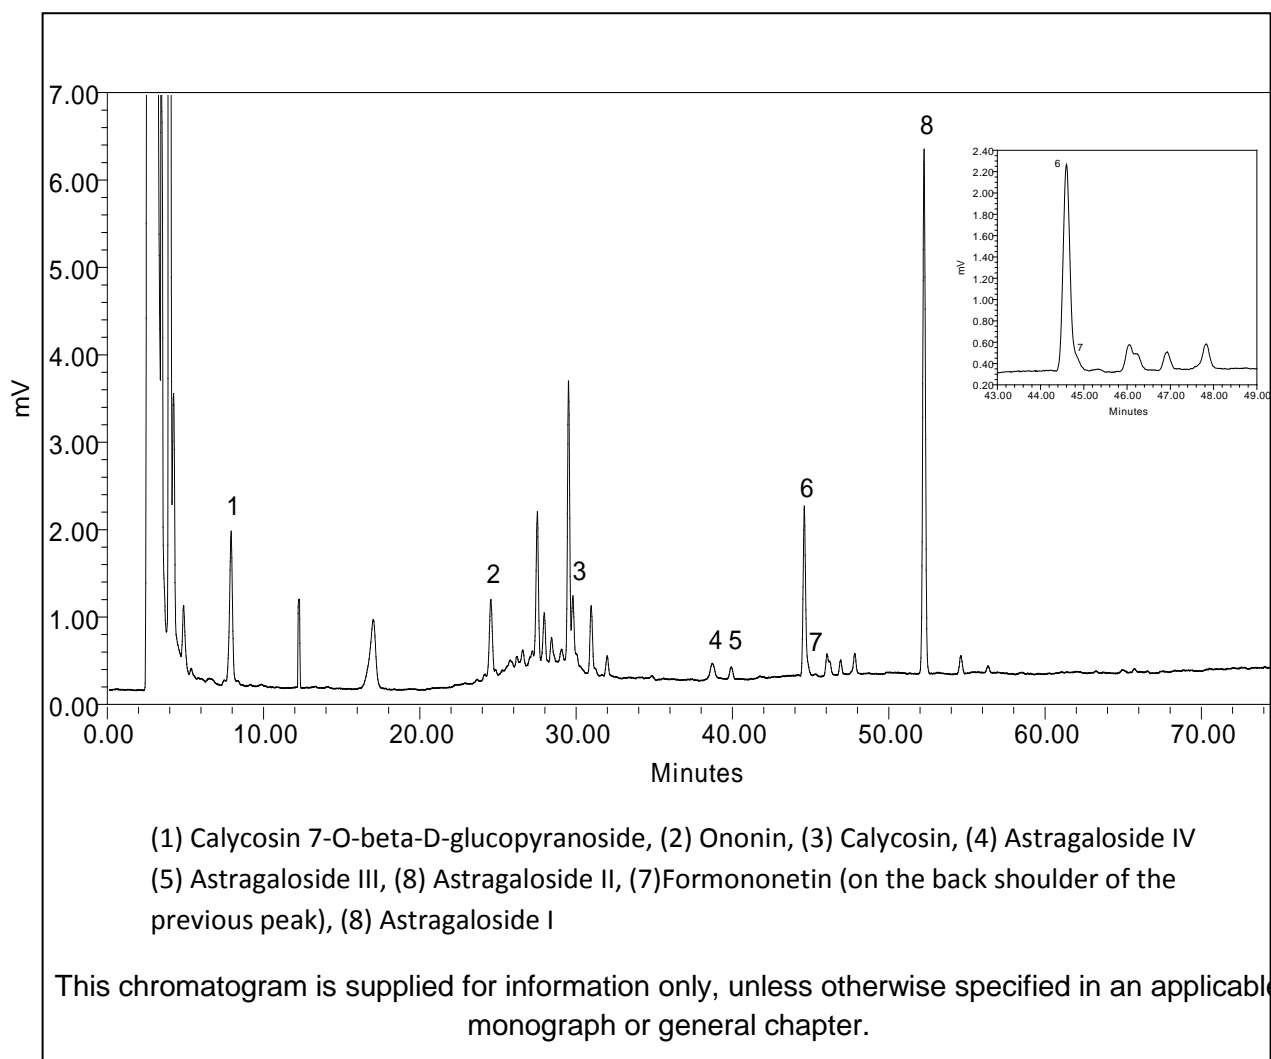 7.00
6.00
5.00
4.00
3.00
2.00
1.00
0.00
mV
0.00 10.00 20.00 30.00 40.00 50.00 60.00 70.00
Minutes
1
2
3
4 5
6
7
8
2.40
2.20
2.00
1.80
1.60
1.40
1.20
1.00
0.80
0.60
0.40
0.20
mV
6
7
43.00 44.00 45.00 46.00 47.00 48.00 49.00
Minutes
(1) Calycosin 7-O-beta-D-glucopyranoside, (2) Ononin, (3) Calycosin, (4) Astragaloside IV
(5) Astragaloside III, (8) Astragaloside II, (7)Formononetin (on the back shoulder of the
previous peak), (8) Astragaloside I
This chromatogram is supplied for information only, unless otherwise specified in an applicable
monograph or general chapter.